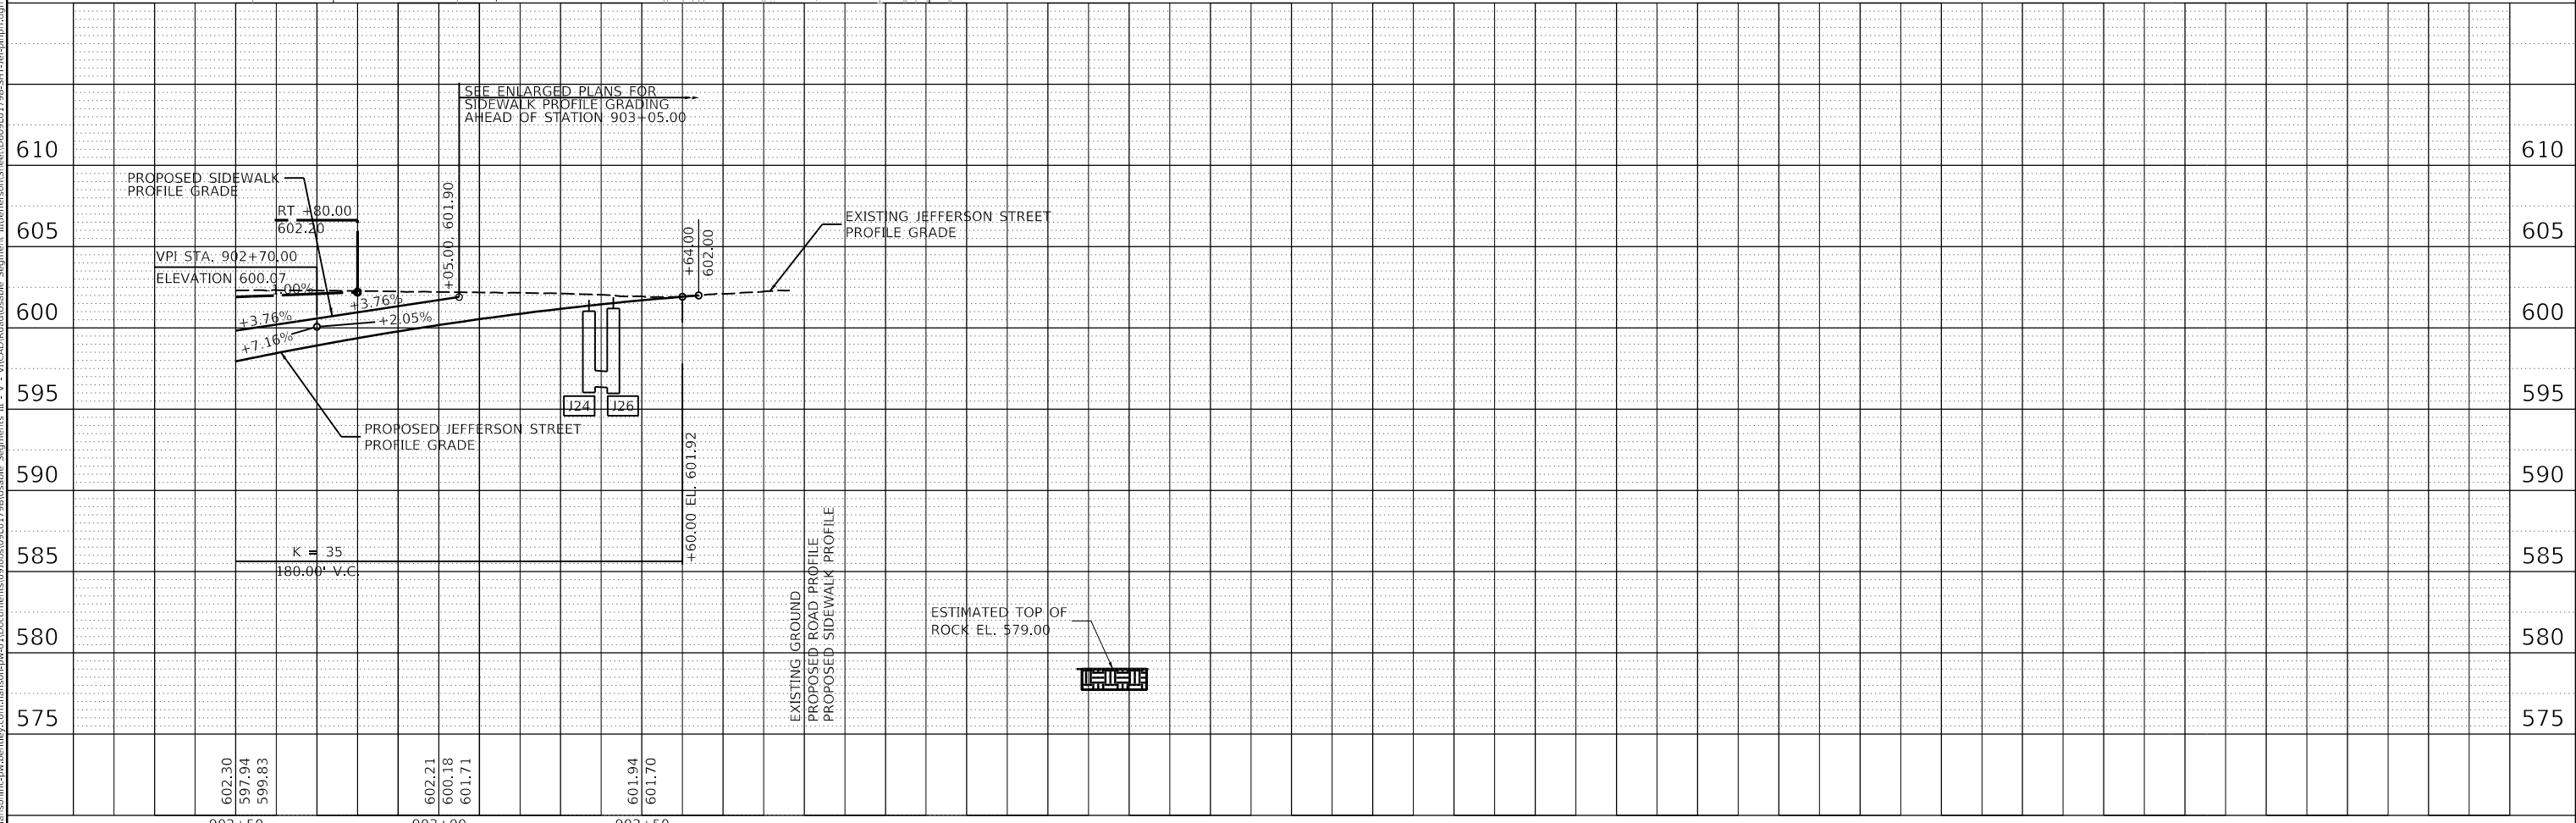 SEE ENLARGED PLANS FOR
SIDEWALK PROFILE GRADING
AHEAD OF STATION 903+05.00
610
610
PROPOSED SIDEWALK
PROFILE GRADE
+05.00, 601.90
RT +80.00
602.20
605
605
EXISTING JEFFERSON STREET
PROFILE GRADE
+64.00
602.00
VPI STA. 902+70.00
ELEVATION 600.07
1.00%
+3.76%
600
600
+3.76%
+2.05%
+7.16%
595
595
J24
J26
PROPOSED JEFFERSON STREET
PROFILE GRADE
+60.00 EL. 601.92
590
590
585
585
K = 35
180.00' V.C.
EXISTING GROUND
PROPOSED ROAD PROFILE
PROPOSED SIDEWALK PROFILE
ESTIMATED TOP OF
ROCK EL. 579.00
580
580
575
575
602.30
597.94
599.83
602.21
600.18
601.71
601.94
601.70
902+50
903+00
903+50